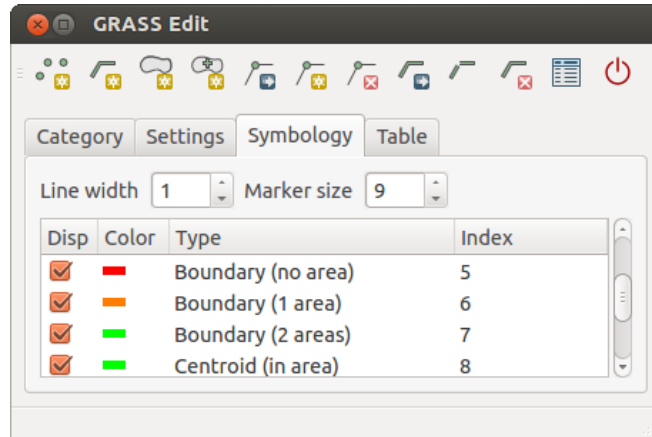 GRASS Edit
Category Settings Symbology Table
Line width 1 Marker size 9
Disp Color Type Index
Boundary (no area) 5
Boundary (1 area) 6
Boundary (2 areas) 7
Centroid (in area) 8